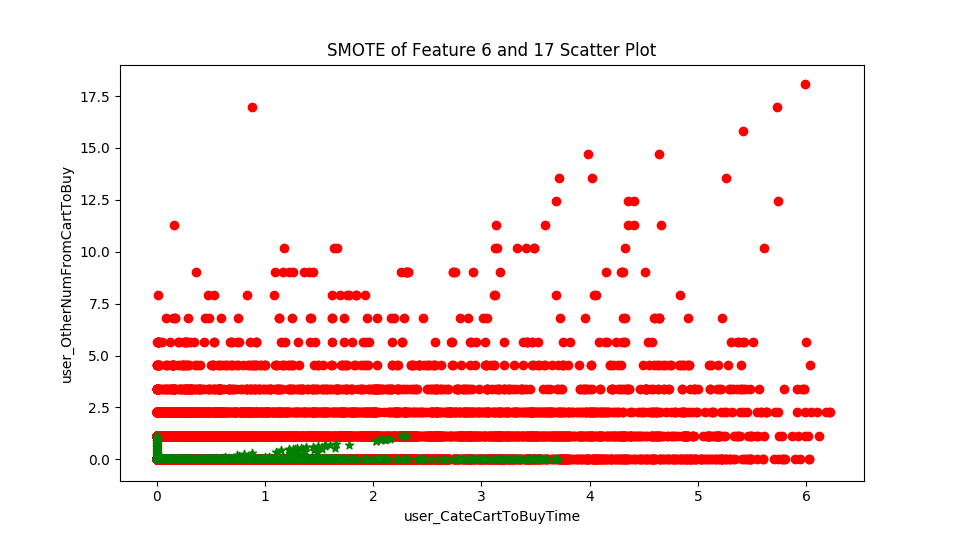 SMOTE of Feature 6 and 17 Scatter Plot
17.5
15.0
12.5
10.0
7.5
5.0
2.5
0.0
user_OtherNumFromCartToBuy
0 1 2 3 4 5 6
user_CateCartToBuyTime